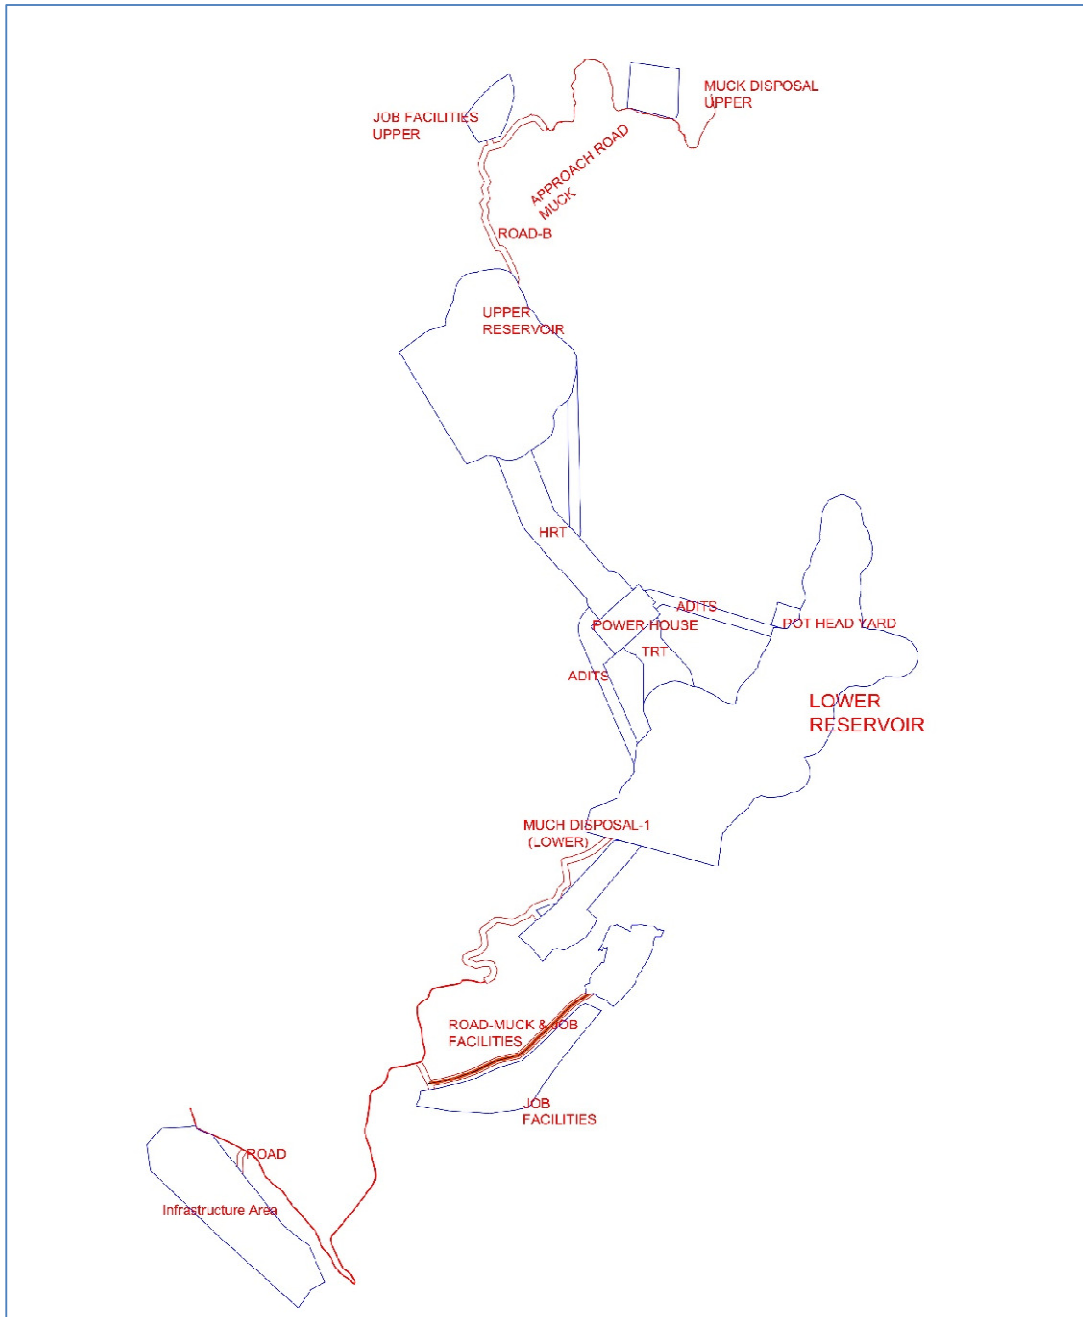 MUCK DISPOSAL
UPPER
JOB FACILITIES
UPPER
APPROACH ROAD
MUCK
ROAD-B
UPPER
RESERVOIR
HRT
ADITS
POWER HOUSE
DOT HEAD YARD
TRT
ADITS
LOWER
RESERVOIR
MUCH DISPOSAL-1
(LOWER)
ROAD-MUCK & JOB
FACILITIES
JOB
FACILITIES
ROAD
Infrastructure Area